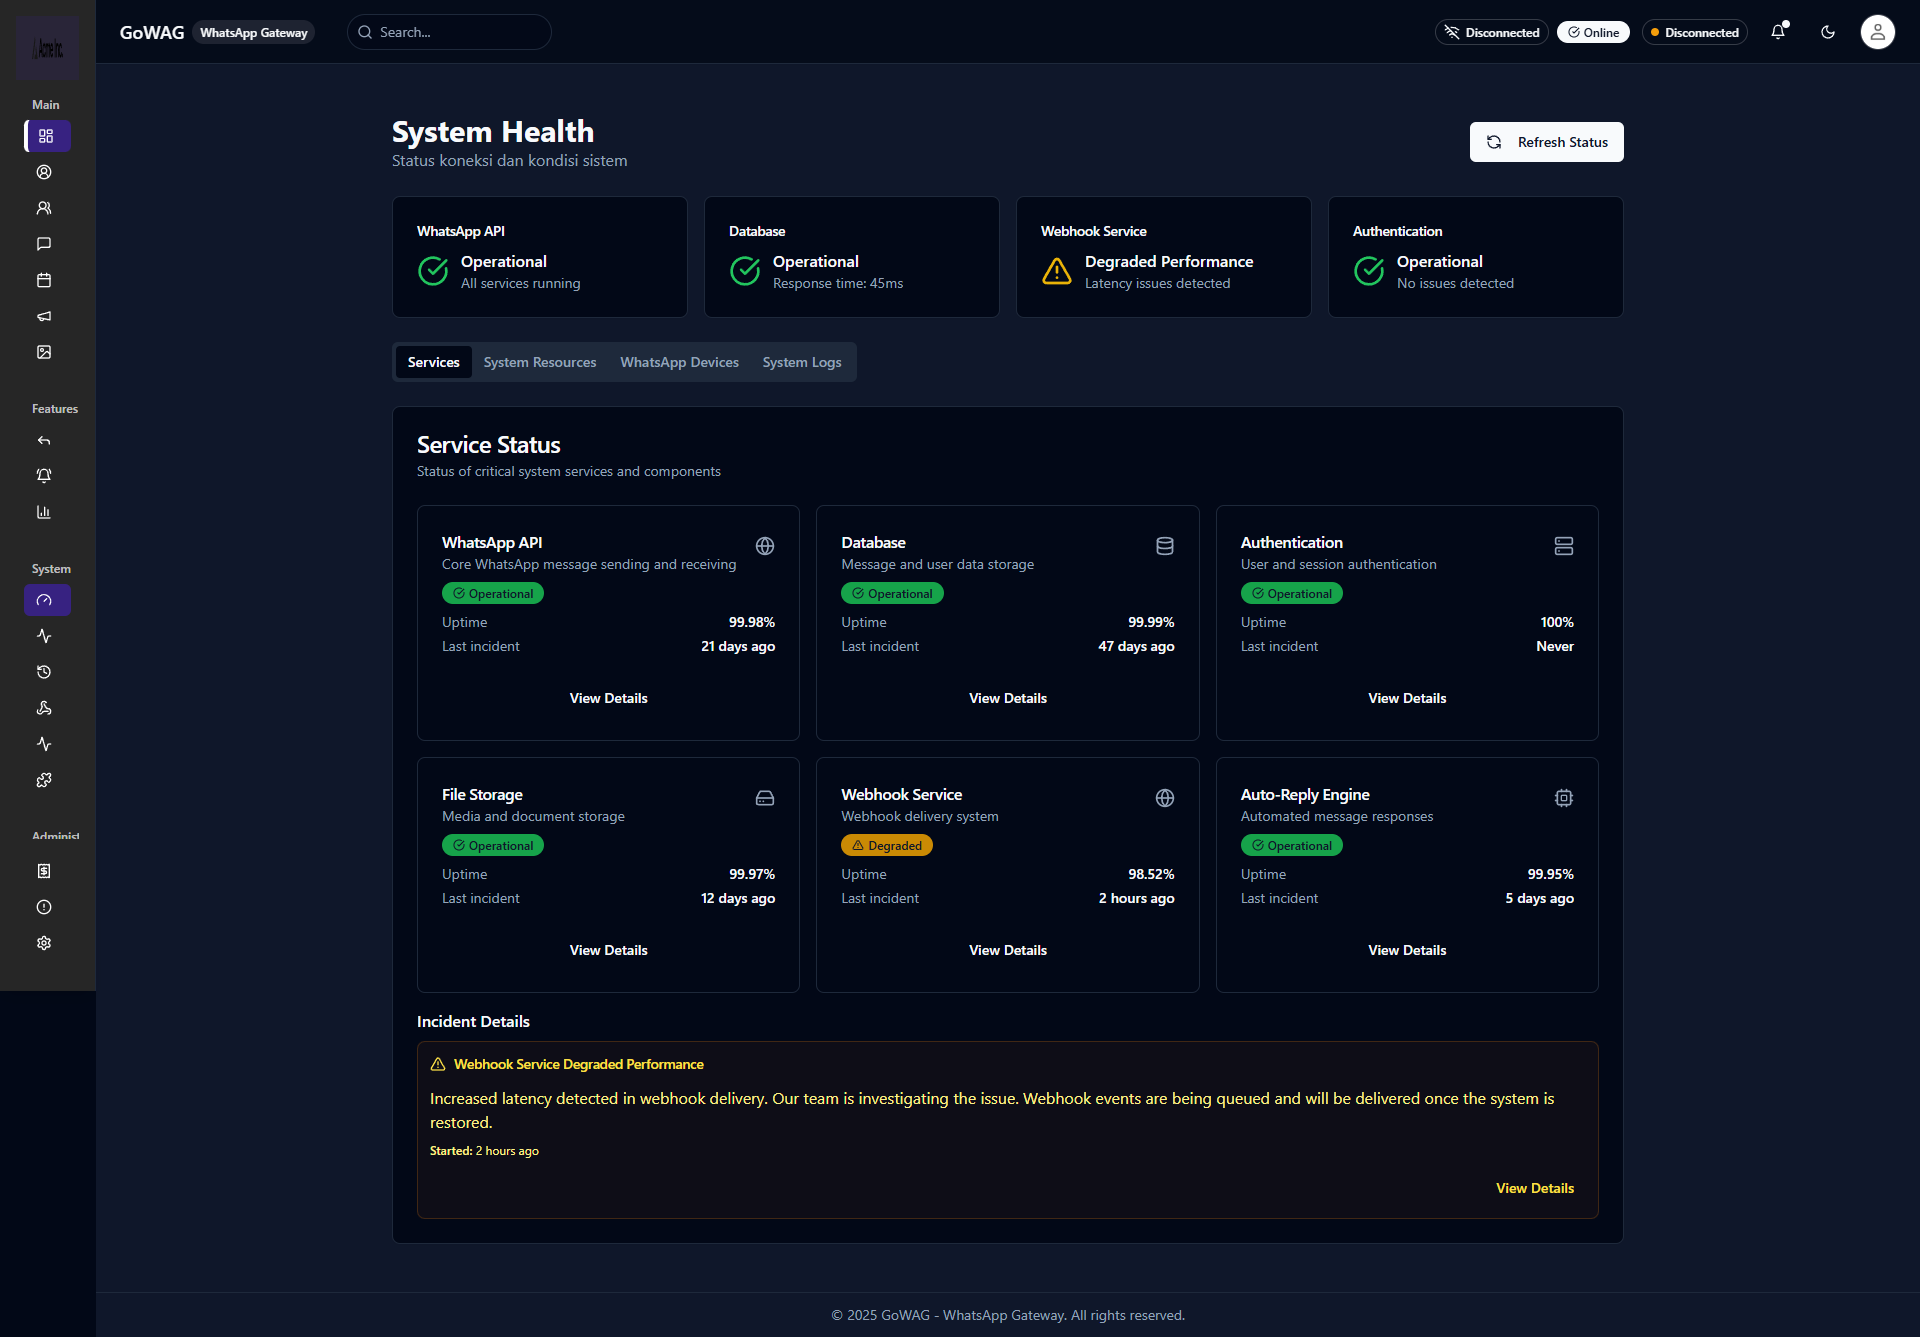 Acme Inc.
GoWAG WhatsApp Gateway
Search...
Disconnected
Online
Disconnected
Main
Features
System
Administ
System Health
Status koneksi dan kondisi sistem
Refresh Status
WhatsApp API
Operational
All services running
Database
Operational
Response time: 45ms
Webhook Service
Degraded Performance
Latency issues detected
Authentication
Operational
No issues detected
Services
System Resources
WhatsApp Devices
System Logs
Service Status
Status of critical system services and components
WhatsApp API
Core WhatsApp message sending and receiving
Operational
Uptime 99.98%
Last incident 21 days ago
View Details
Database
Message and user data storage
Operational
Uptime 99.99%
Last incident 47 days ago
View Details
Authentication
User and session authentication
Operational
Uptime 100%
Last incident Never
View Details
File Storage
Media and document storage
Operational
Uptime 99.97%
Last incident 12 days ago
View Details
Webhook Service
Webhook delivery system
Degraded
Uptime 98.52%
Last incident 2 hours ago
View Details
Auto-Reply Engine
Automated message responses
Operational
Uptime 99.95%
Last incident 5 days ago
View Details
Incident Details
Webhook Service Degraded Performance
Increased latency detected in webhook delivery. Our team is investigating the issue. Webhook events are being queued and will be delivered once the system is
restored.
Started: 2 hours ago
View Details
© 2025 GoWAG - WhatsApp Gateway. All rights reserved.